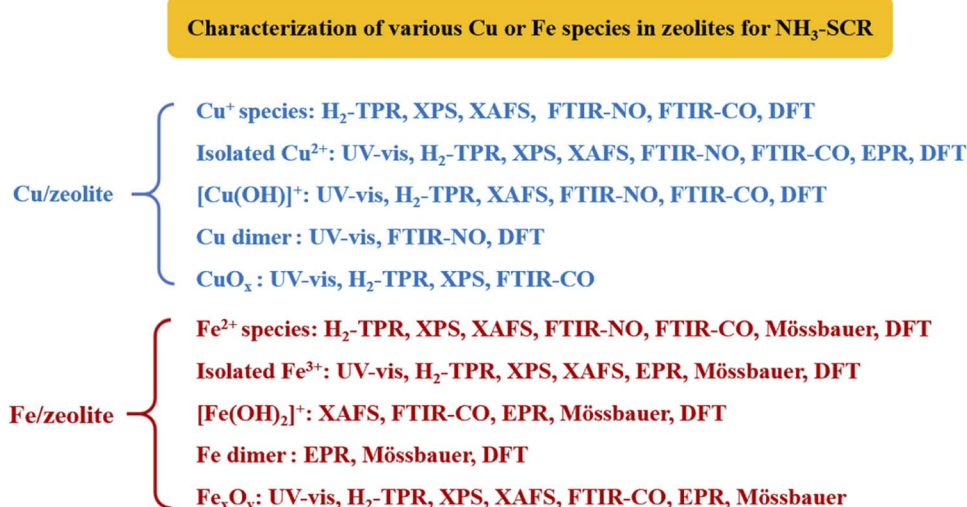 Characterization of various Cu or Fe species in zeolites for NH₃-SCR
Cu⁺ species: H₂-TPR, XPS, XAFS, FTIR-NO, FTIR-CO, DFT
Isolated Cu²⁺: UV-vis, H₂-TPR, XPS, XAFS, FTIR-NO, FTIR-CO, EPR, DFT
Cu/zeolite
[Cu(OH)]⁺: UV-vis, H₂-TPR, XAFS, FTIR-NO, FTIR-CO, DFT
Cu dimer: UV-vis, FTIR-NO, DFT
CuOₓ: UV-vis, H₂-TPR, XPS, FTIR-CO
Fe²⁺ species: H₂-TPR, XPS, XAFS, FTIR-NO, FTIR-CO, Mössbauer, DFT
Isolated Fe³⁺: UV-vis, H₂-TPR, XPS, XAFS, EPR, Mössbauer, DFT
Fe/zeolite
[Fe(OH)₂]⁺: XAFS, FTIR-CO, EPR, Mössbauer, DFT
Fe dimer: EPR, Mössbauer, DFT
FeₓOᵧ: UV-vis, H₂-TPR, XPS, XAFS, FTIR-CO, EPR, Mössbauer